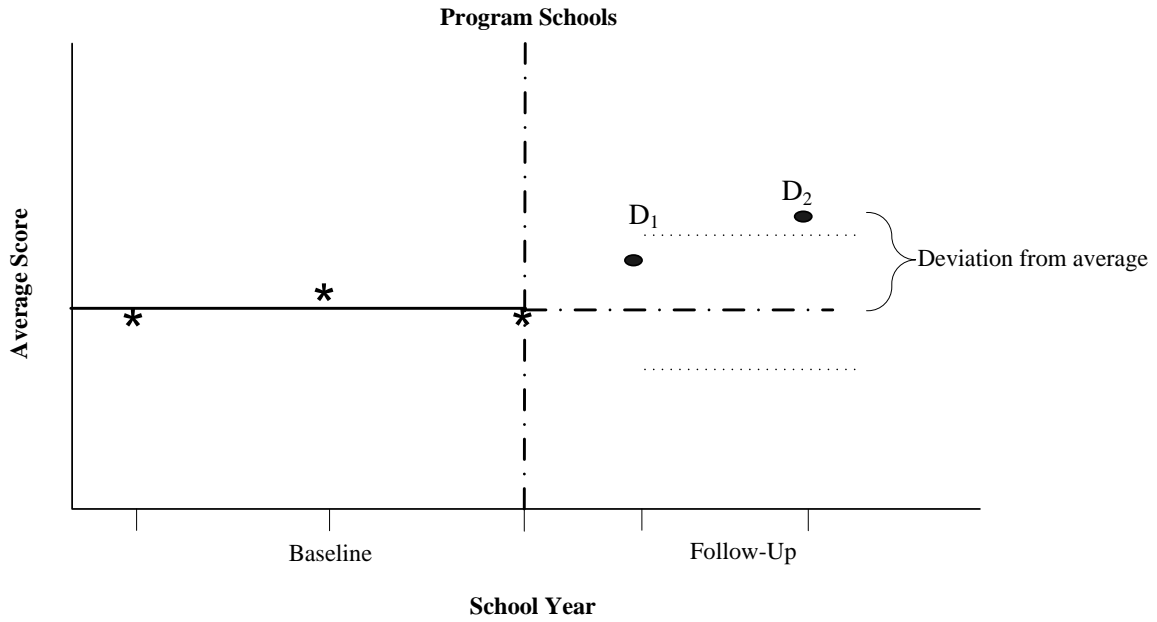 Program Schools
D₂
D₁
Deviation from average
Average Score
Baseline
Follow-Up
School Year